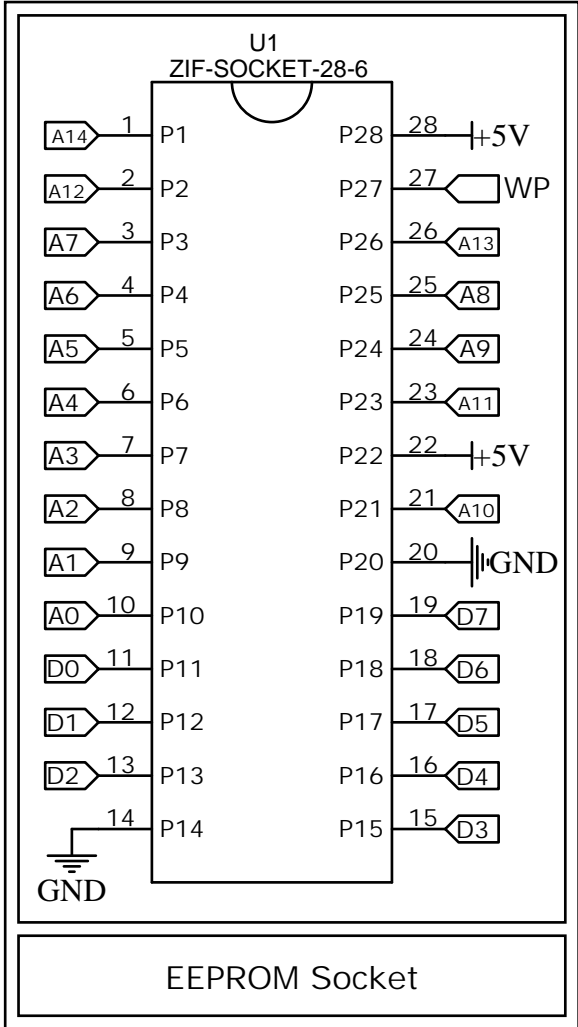 U1
ZIF-SOCKET-28-6
A14 1 P1 P28 28 +5V
A12 2 P2 P27 27 WP
A7 3 P3 P26 26 A13
A6 4 P4 P25 25 A8
A5 5 P5 P24 24 A9
A4 6 P6 P23 23 A11
A3 7 P7 P22 22 +5V
A2 8 P8 P21 21 A10
A1 9 P9 P20 20 GND
A0 10 P10 P19 19 D7
D0 11 P11 P18 18 D6
D1 12 P12 P17 17 D5
D2 13 P13 P16 16 D4
14 P14 P15 15 D3
GND
EEPROM Socket